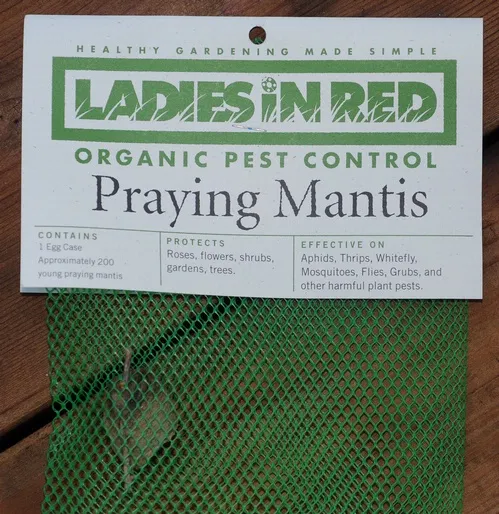 HEALTHY GARDENING MADE SIMPLE
LADIES IN RED
ORGANIC PEST CONTROL
Praying Mantis
CONTAINS
1 Egg Case
Approximately 200
young praying mantis
PROTECTS
Roses, flowers, shrubs,
gardens, trees.
EFFECTIVE ON
Aphids, Thrips, Whitefly,
Mosquitoes, Flies, Grubs, and
other harmful plant pests.